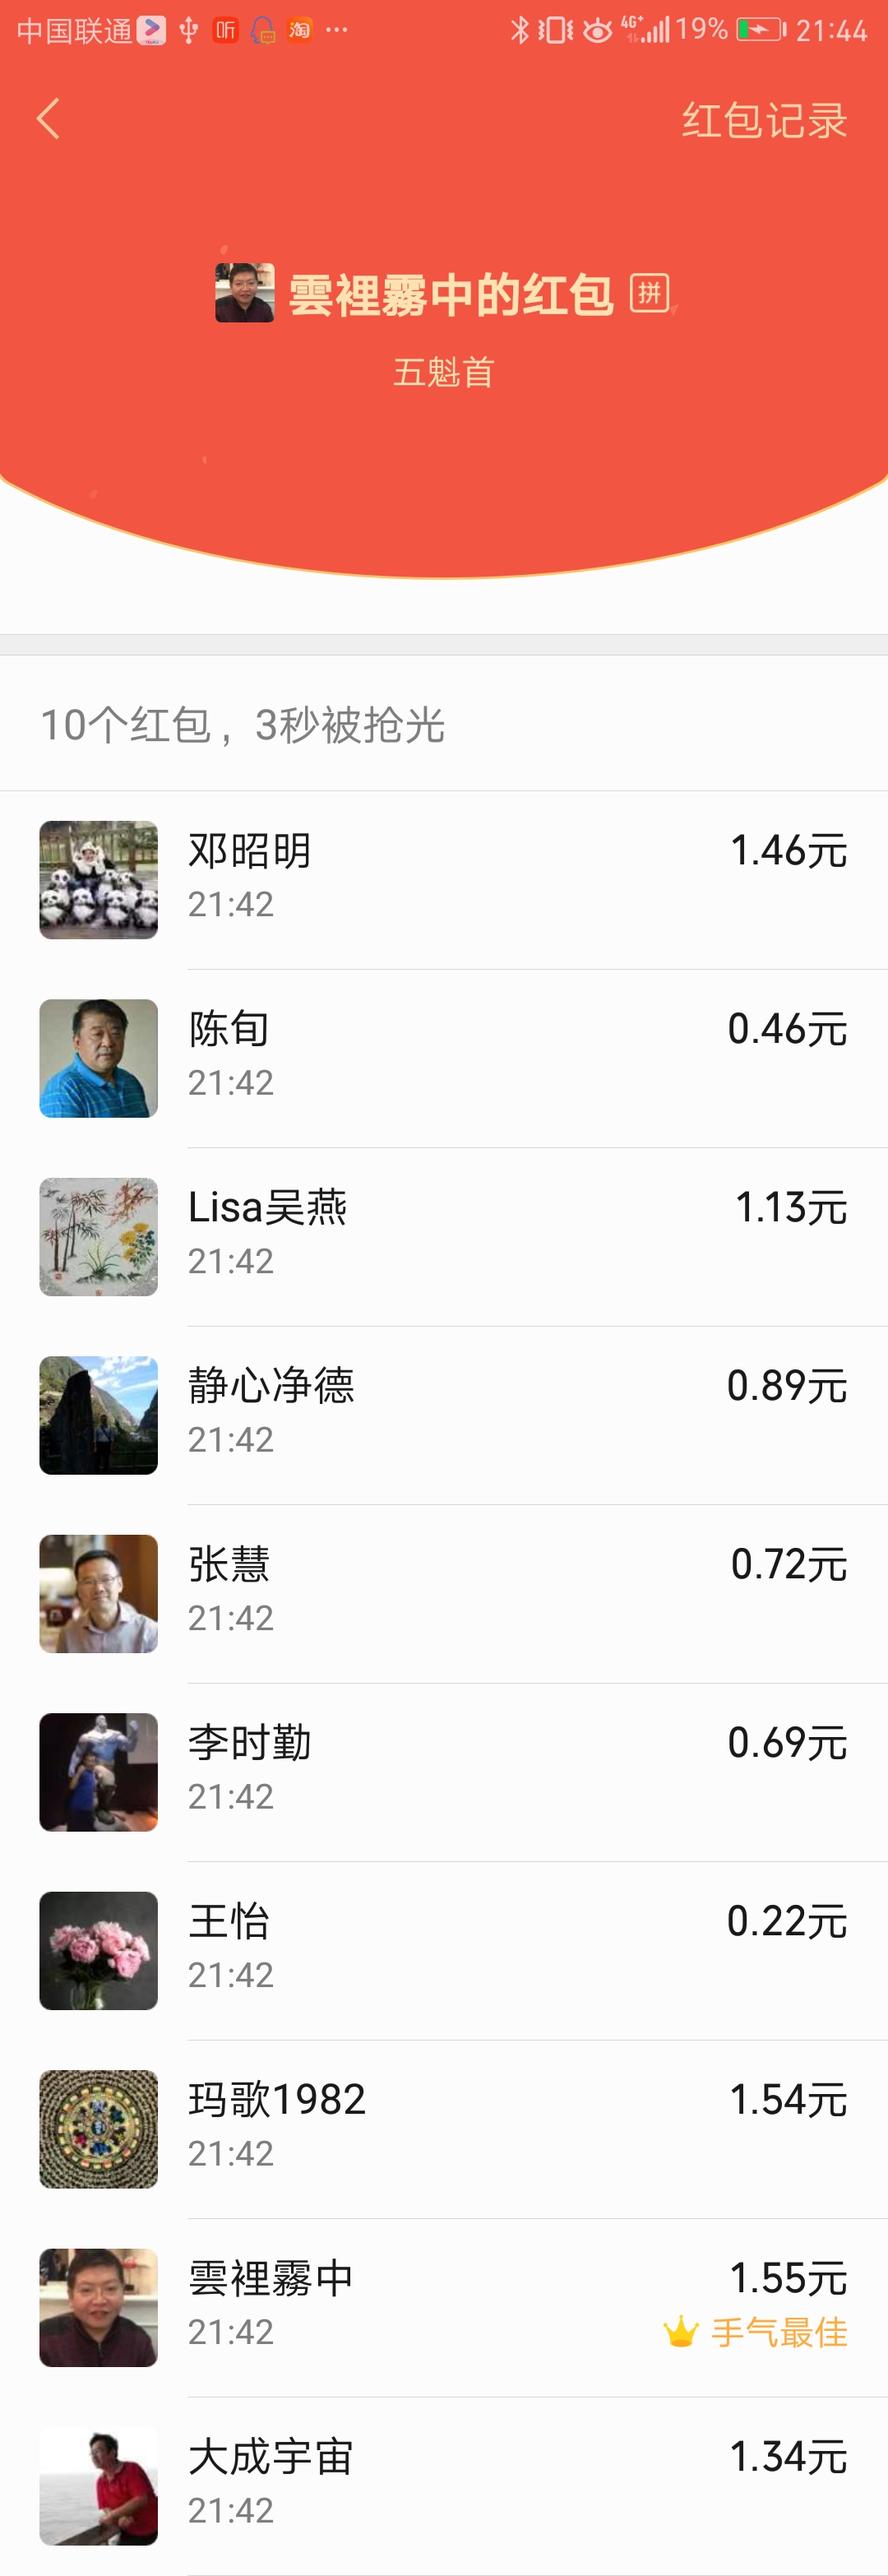 中国联通 听 淘 ... 4G+ 19% 21:44
红包记录
雲裡霧中的红包 拼
五魁首
10个红包，3秒被抢光
邓昭明 1.46元
21:42
陈旬 0.46元
21:42
Lisa吴燕 1.13元
21:42
静心净德 0.89元
21:42
张慧 0.72元
21:42
李时勤 0.69元
21:42
王怡 0.22元
21:42
玛歌1982 1.54元
21:42
雲裡霧中 1.55元
21:42 手气最佳
大成宇宙 1.34元
21:42